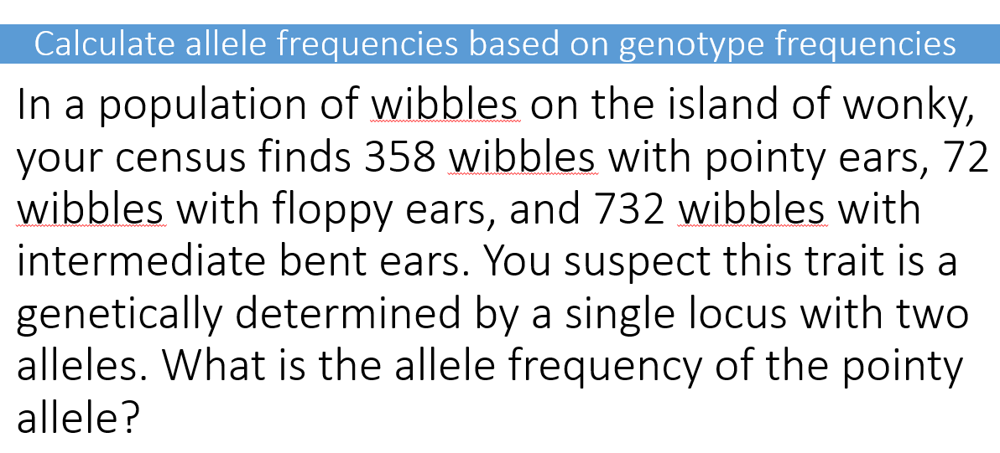 Calculate allele frequencies based on genotype frequencies
In a population of wibbles on the island of wonky,
your census finds 358 wibbles with pointy ears, 72
wibbles with floppy ears, and 732 wibbles with
intermediate bent ears. You suspect this trait is a
genetically determined by a single locus with two
alleles. What is the allele frequency of the pointy
allele?